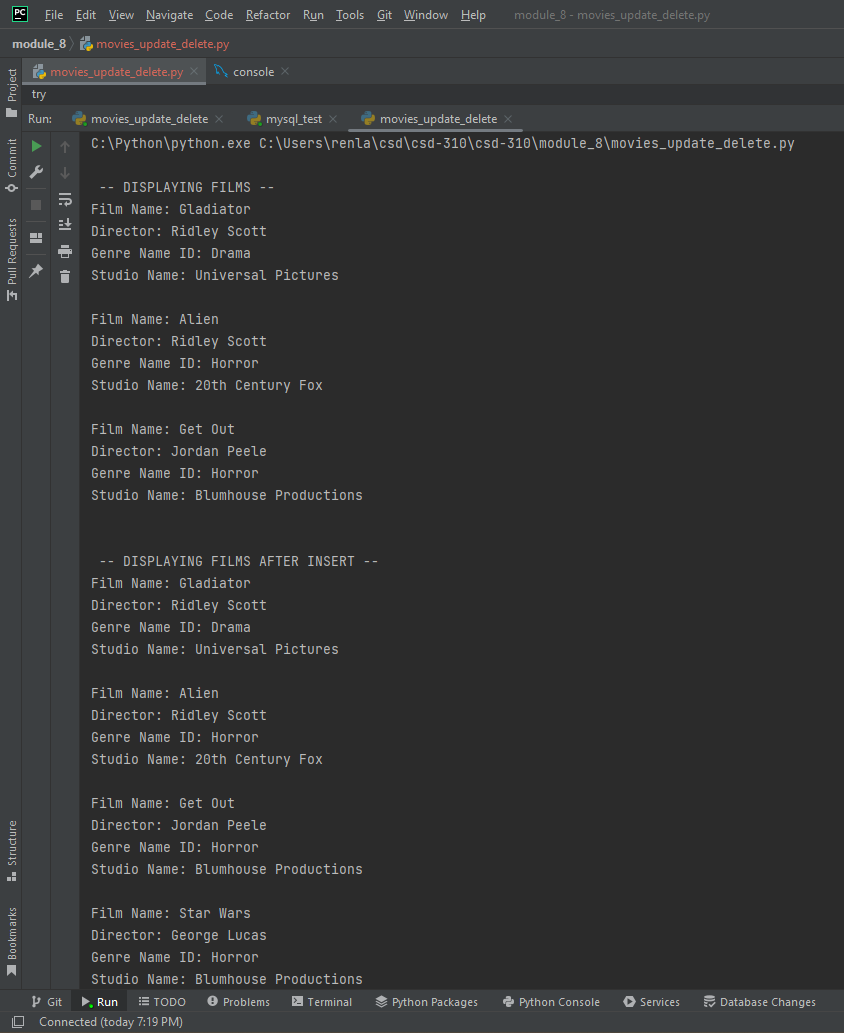 PC File Edit View Navigate Code Refactor Run Tools Git Window Help module_8 - movies_update_delete.py
module_8 movies_update_delete.py
movies_update_delete.py console
try
Run: movies_update_delete mysql_test movies_update_delete
Project
Commit
Pull Requests
Structure
Bookmarks
C:\Python\python.exe C:\Users\renla\csd\csd-310\csd-310\module_8\movies_update_delete.py
-- DISPLAYING FILMS --
Film Name: Gladiator
Director: Ridley Scott
Genre Name ID: Drama
Studio Name: Universal Pictures
Film Name: Alien
Director: Ridley Scott
Genre Name ID: Horror
Studio Name: 20th Century Fox
Film Name: Get Out
Director: Jordan Peele
Genre Name ID: Horror
Studio Name: Blumhouse Productions
-- DISPLAYING FILMS AFTER INSERT --
Film Name: Gladiator
Director: Ridley Scott
Genre Name ID: Drama
Studio Name: Universal Pictures
Film Name: Alien
Director: Ridley Scott
Genre Name ID: Horror
Studio Name: 20th Century Fox
Film Name: Get Out
Director: Jordan Peele
Genre Name ID: Horror
Studio Name: Blumhouse Productions
Film Name: Star Wars
Director: George Lucas
Genre Name ID: Horror
Studio Name: Blumhouse Productions
Git Run TODO Problems Terminal Python Packages Python Console Services Database Changes
Connected (today 7:19 PM)